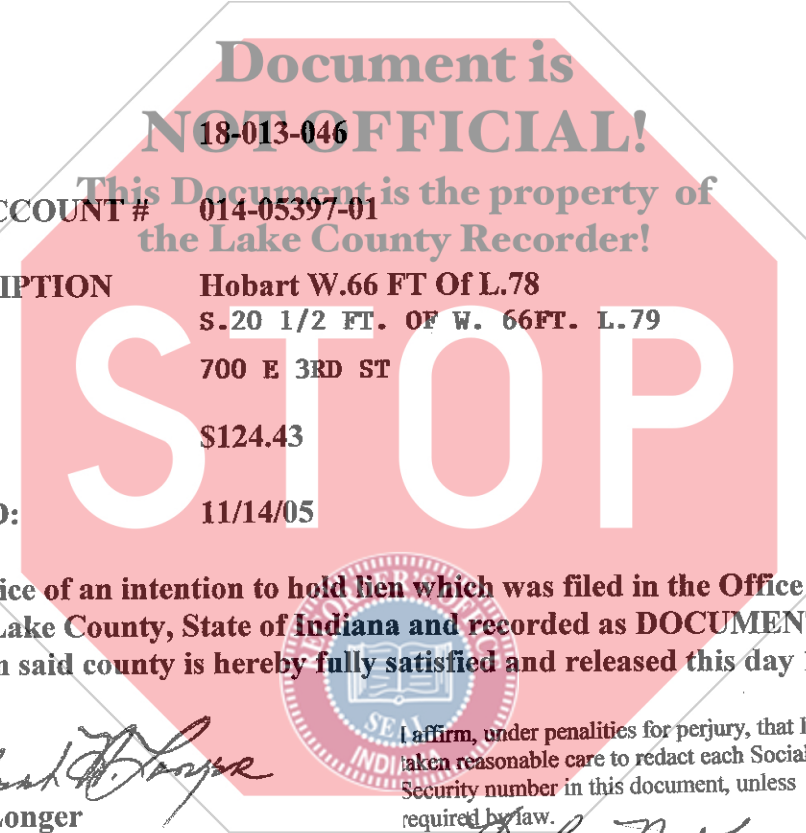 Document is
NOT OFFICIAL!
18-013-046
This Document is the property of
CCOUNT # 014-05397-01
the Lake County Recorder!
IPTION Hobart W.66 FT Of L.78
S.20 1/2 FT. OF W. 66FT. L.79
700 E 3RD ST
STOP
$124.43
D: 11/14/05
ice of an intention to hold lien which was filed in the Office
Lake County, State of Indiana and recorded as DOCUMENT
n said county is hereby fully satisfied and released this day
SEAL
INDIANA
I affirm, under penalities for perjury, that I
taken reasonable care to redact each Social
Security number in this document, unless
required by law.
onger